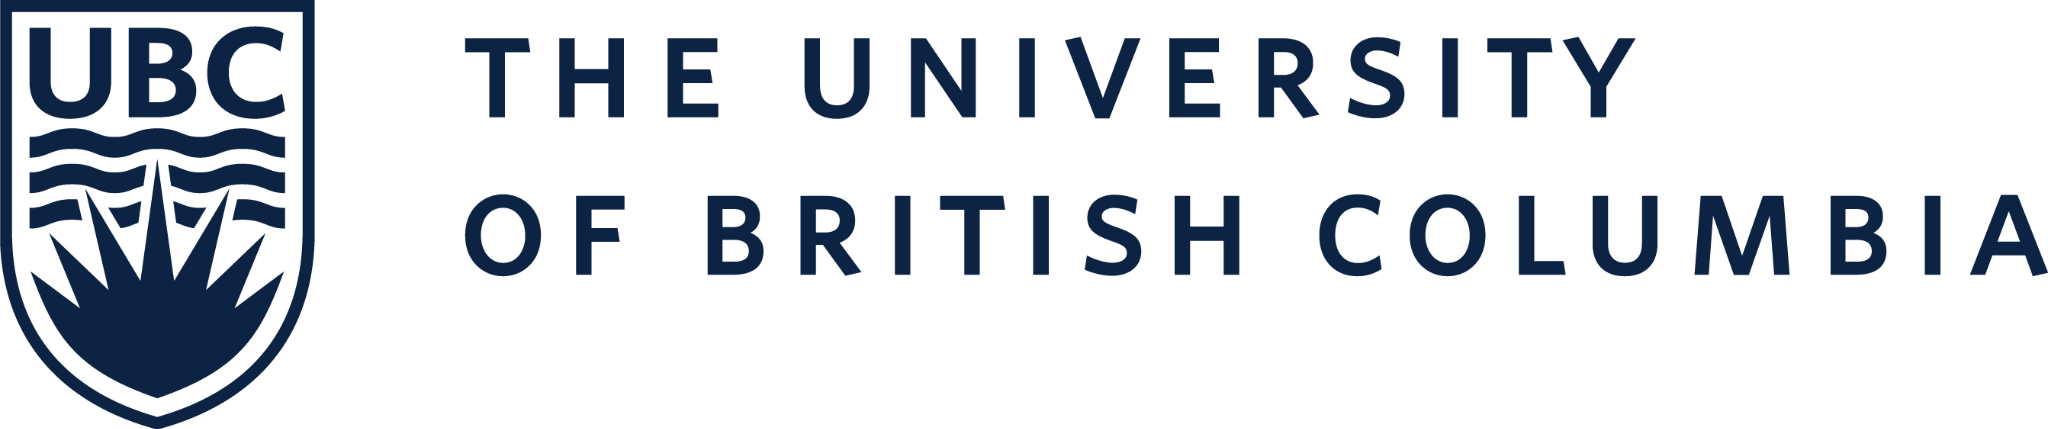 UBC
THE UNIVERSITY
OF BRITISH COLUMBIA